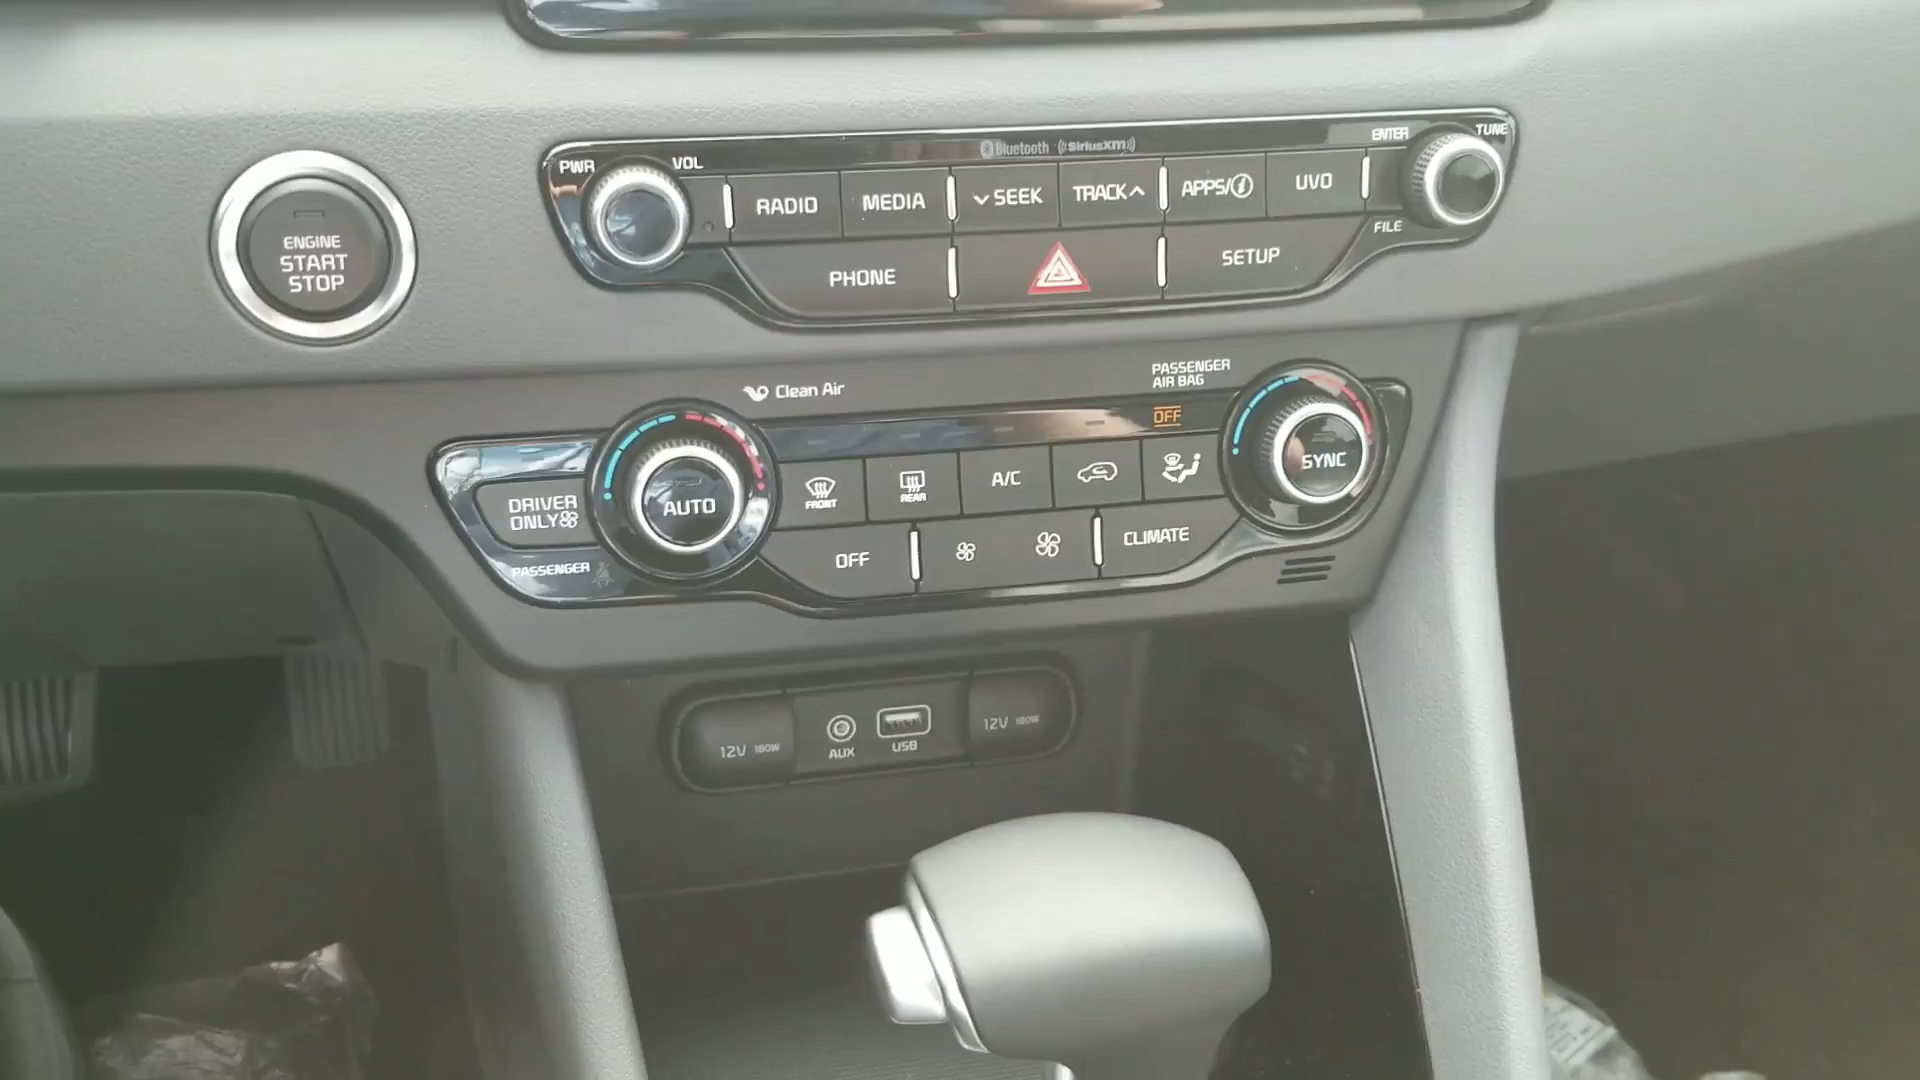 ENGINE
START
STOP
PWR
VOL
Bluetooth ((SiriusXM))
ENTER
TUNE
RADIO
MEDIA
SEEK
TRACK
APPS/i
UVO
FILE
PHONE
SETUP
Clean Air
PASSENGER
AIR BAG
OFF
DRIVER
ONLY
AUTO
FRONT
REAR
A/C
SYNC
PASSENGER
OFF
CLIMATE
12V 180W
AUX
USB
12V 180W